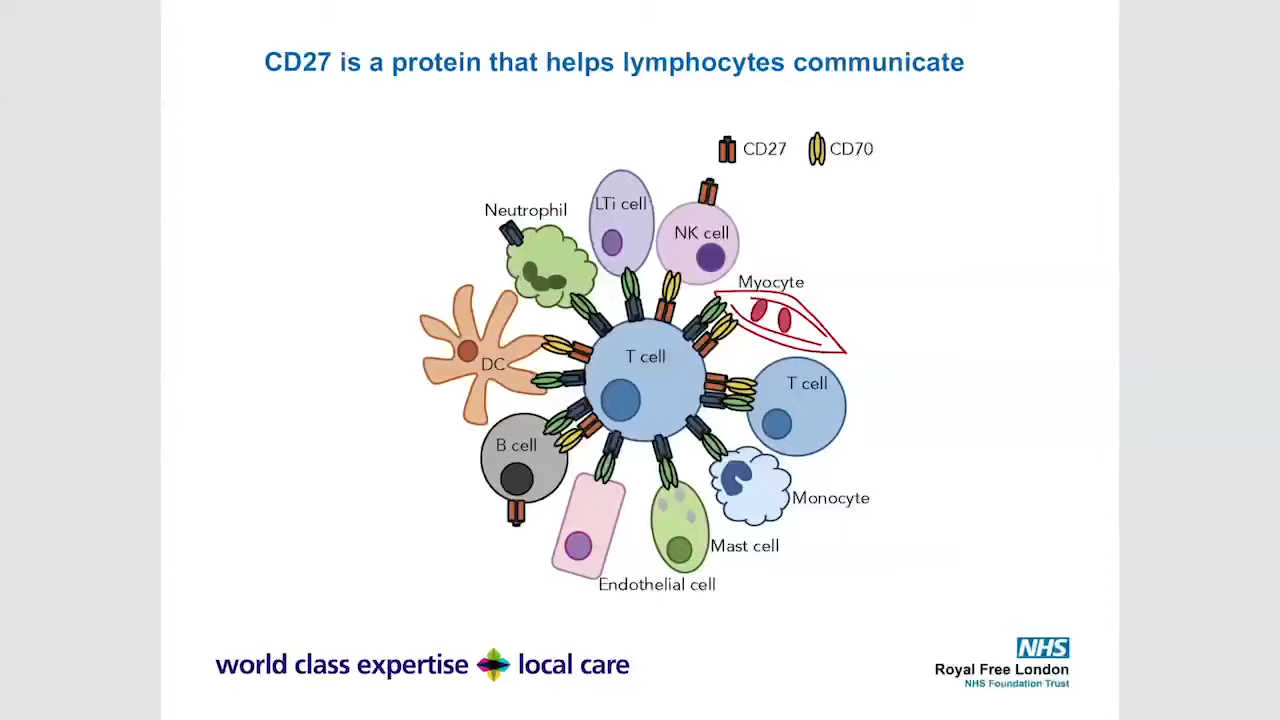 CD27 is a protein that helps lymphocytes communicate
CD27 CD70
Neutrophil
LTi cell
NK cell
Myocyte
DC
T cell
T cell
B cell
Monocyte
Mast cell
Endothelial cell
world class expertise local care
NHS
Royal Free London
NHS Foundation Trust